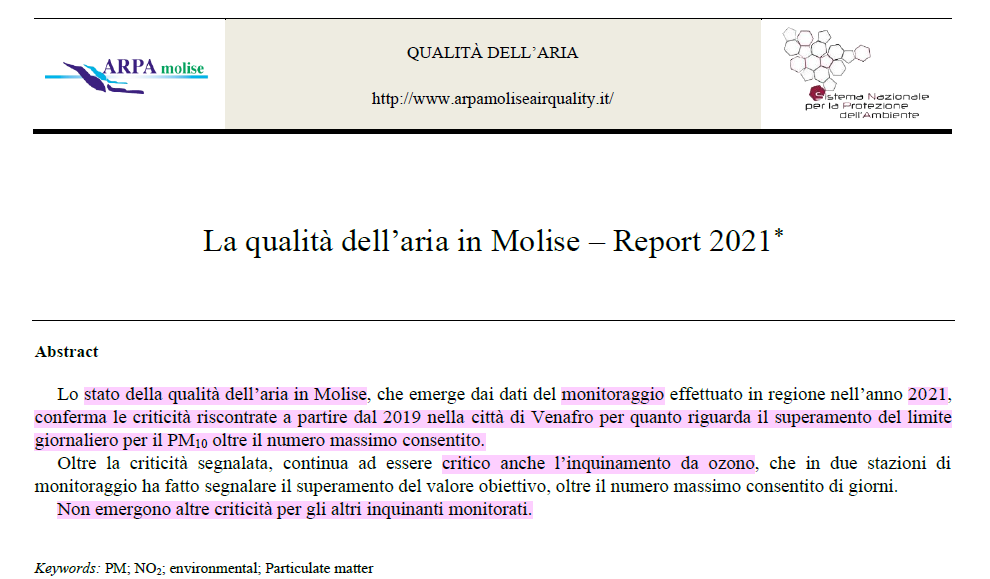 ARPA molise
QUALITÀ DELL'ARIA
http://www.arpamoliseairquality.it/
Sistema Nazionale
per la Protezione
dell'Ambiente
La qualità dell'aria in Molise – Report 2021*
Abstract
Lo stato della qualità dell'aria in Molise, che emerge dai dati del monitoraggio effettuato in regione nell'anno 2021,
conferma le criticità riscontrate a partire dal 2019 nella città di Venafro per quanto riguarda il superamento del limite
giornaliero per il PM10 oltre il numero massimo consentito.
Oltre la criticità segnalata, continua ad essere critico anche l'inquinamento da ozono, che in due stazioni di
monitoraggio ha fatto segnalare il superamento del valore obiettivo, oltre il numero massimo consentito di giorni.
Non emergono altre criticità per gli altri inquinanti monitorati.
Keywords: PM; NO2; environmental; Particulate matter